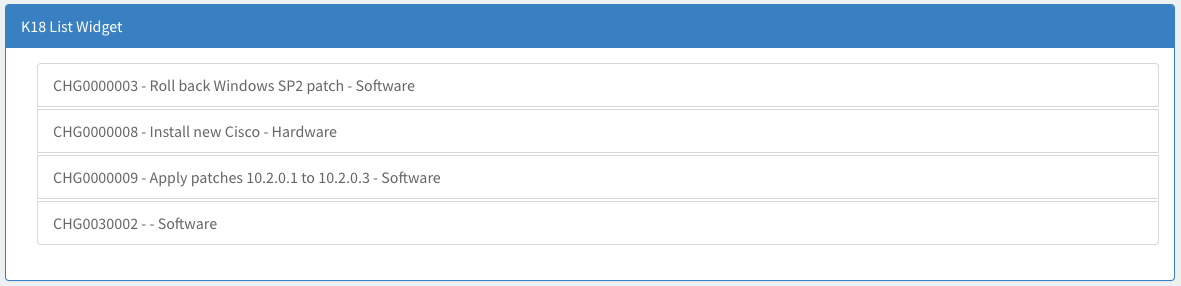 K18 List Widget
CHG0000003 - Roll back Windows SP2 patch - Software
CHG0000008 - Install new Cisco - Hardware
CHG0000009 - Apply patches 10.2.0.1 to 10.2.0.3 - Software
CHG0030002 - - Software